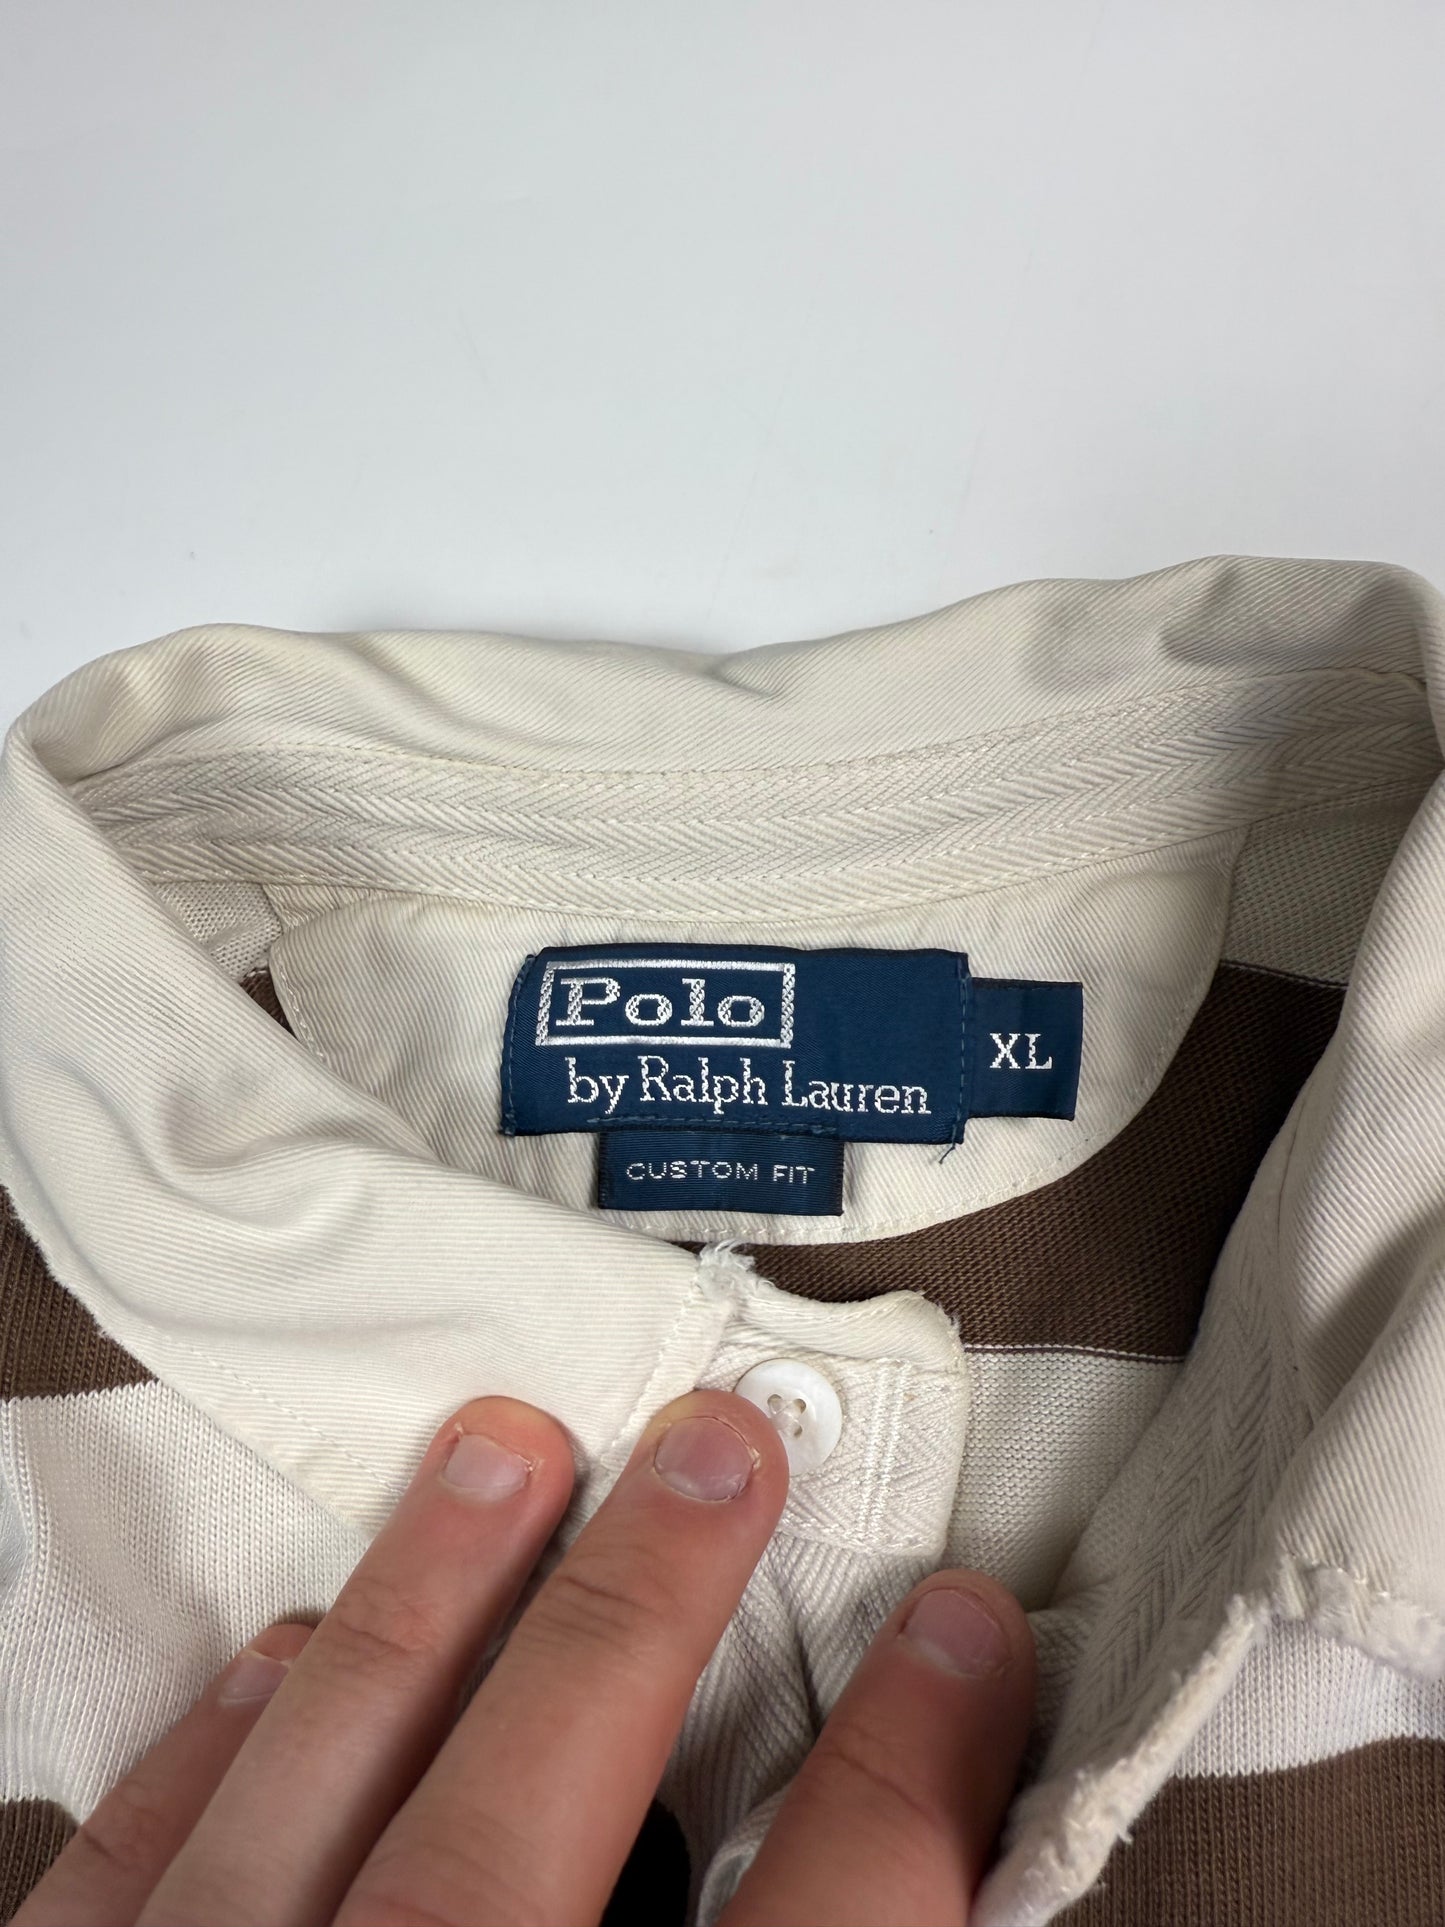 Polo
by Ralph Lauren
XL
CUSTOM FIT